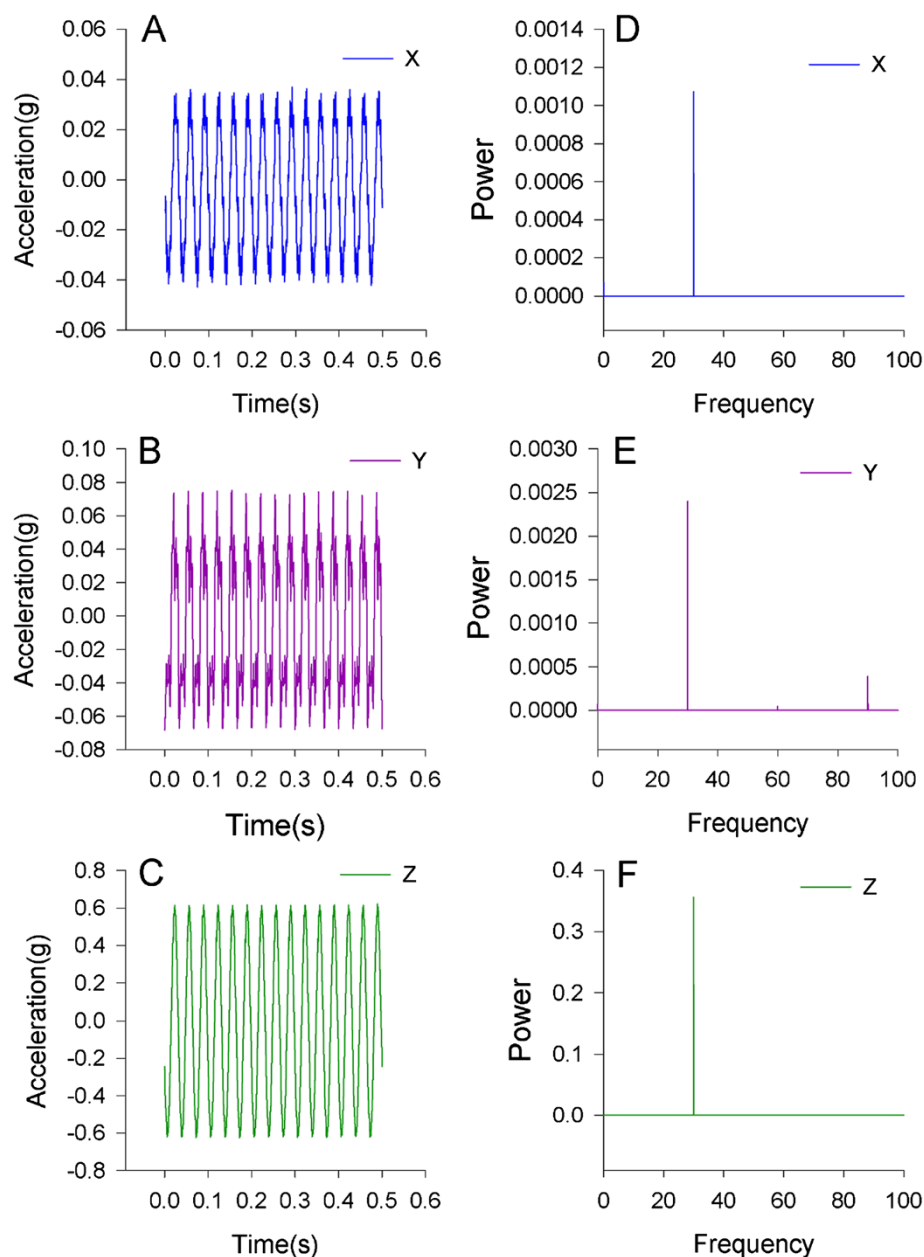 A
X
Acceleration(g)
0.06
0.04
0.02
0.00
-0.02
-0.04
-0.06
0.0 0.1 0.2 0.3 0.4 0.5 0.6
Time(s)
D
X
Power
0.0014
0.0012
0.0010
0.0008
0.0006
0.0004
0.0002
0.0000
0 20 40 60 80 100
Frequency
B
Y
Acceleration(g)
0.10
0.08
0.06
0.04
0.02
0.00
-0.02
-0.04
-0.06
-0.08
0.0 0.1 0.2 0.3 0.4 0.5 0.6
Time(s)
E
Y
Power
0.0030
0.0025
0.0020
0.0015
0.0010
0.0005
0.0000
0 20 40 60 80 100
Frequency
C
Z
Acceleration(g)
0.8
0.6
0.4
0.2
0.0
-0.2
-0.4
-0.6
-0.8
0.0 0.1 0.2 0.3 0.4 0.5 0.6
Time(s)
F
Z
Power
0.4
0.3
0.2
0.1
0.0
0 20 40 60 80 100
Frequency